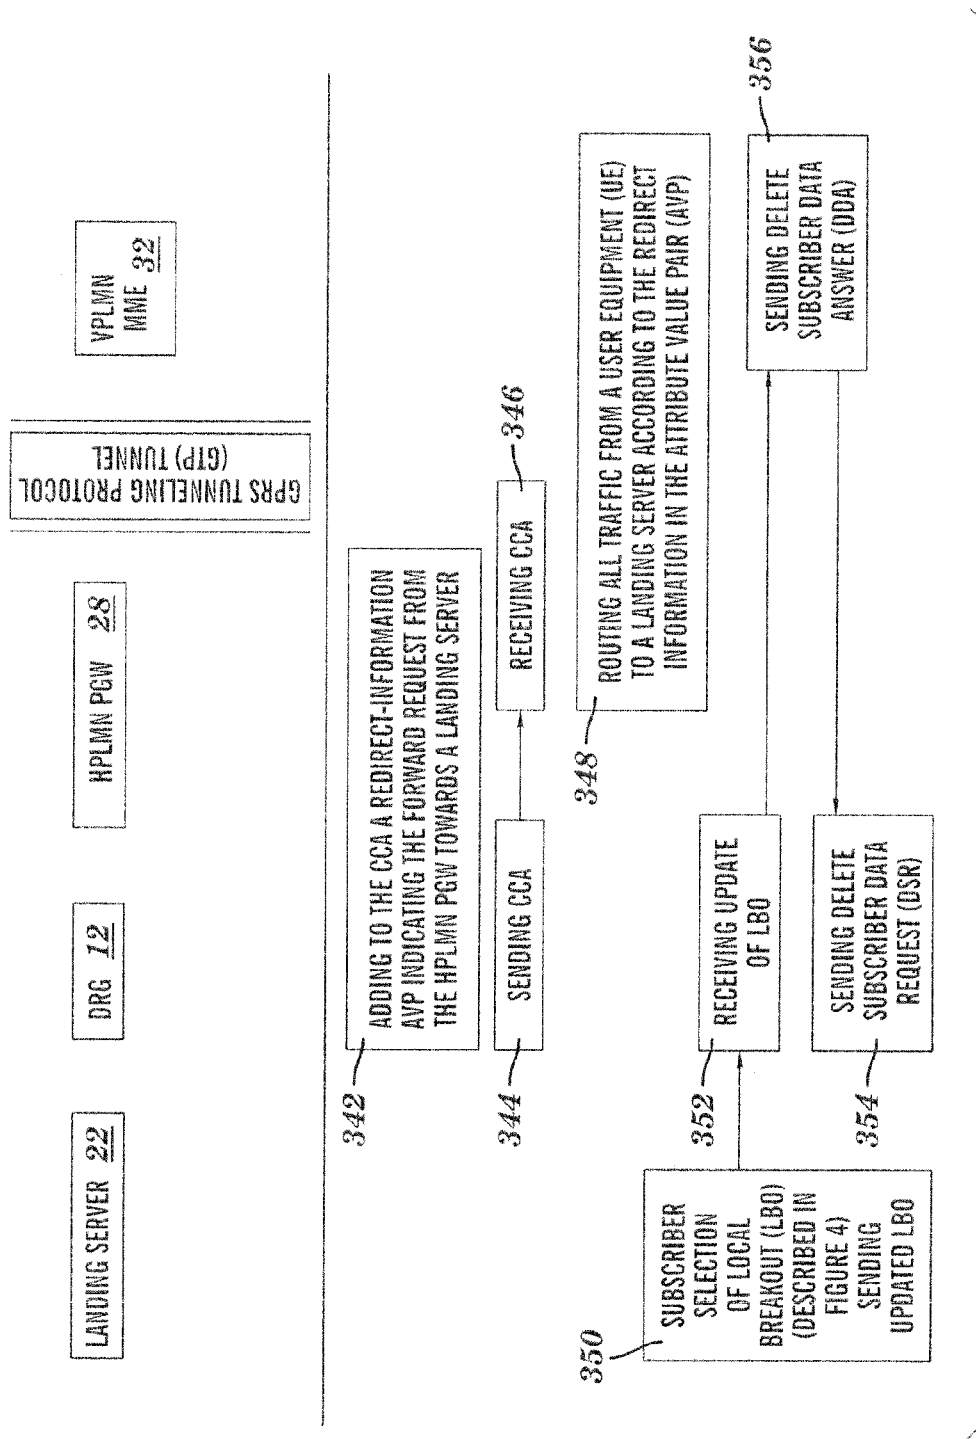 LANDING SERVER 22
DRG 12
HPLMN PGW 28
GPRS TUNNELING PROTOCOL
(GTP) TUNNEL
VPLMN
MME 32
342
ADDING TO THE CCA A REDIRECT-INFORMATION
AVP INDICATING THE FORWARD REQUEST FROM
THE HPLMN PGW TOWARDS A LANDING SERVER
344
SENDING CCA
RECEIVING CCA
346
348
ROUTING ALL TRAFFIC FROM A USER EQUIPMENT (UE)
TO A LANDING SERVER ACCORDING TO THE REDIRECT
INFORMATION IN THE ATTRIBUTE VALUE PAIR (AVP)
350
SUBSCRIBER
SELECTION
OF LOCAL
BREAKOUT (LBO)
(DESCRIBED IN
FIGURE 4)
SENDING
UPDATED LBO
352
RECEIVING UPDATE
OF LBO
354
SENDING DELETE
SUBSCRIBER DATA
REQUEST (DSR)
356
SENDING DELETE
SUBSCRIBER DATA
ANSWER (DDA)